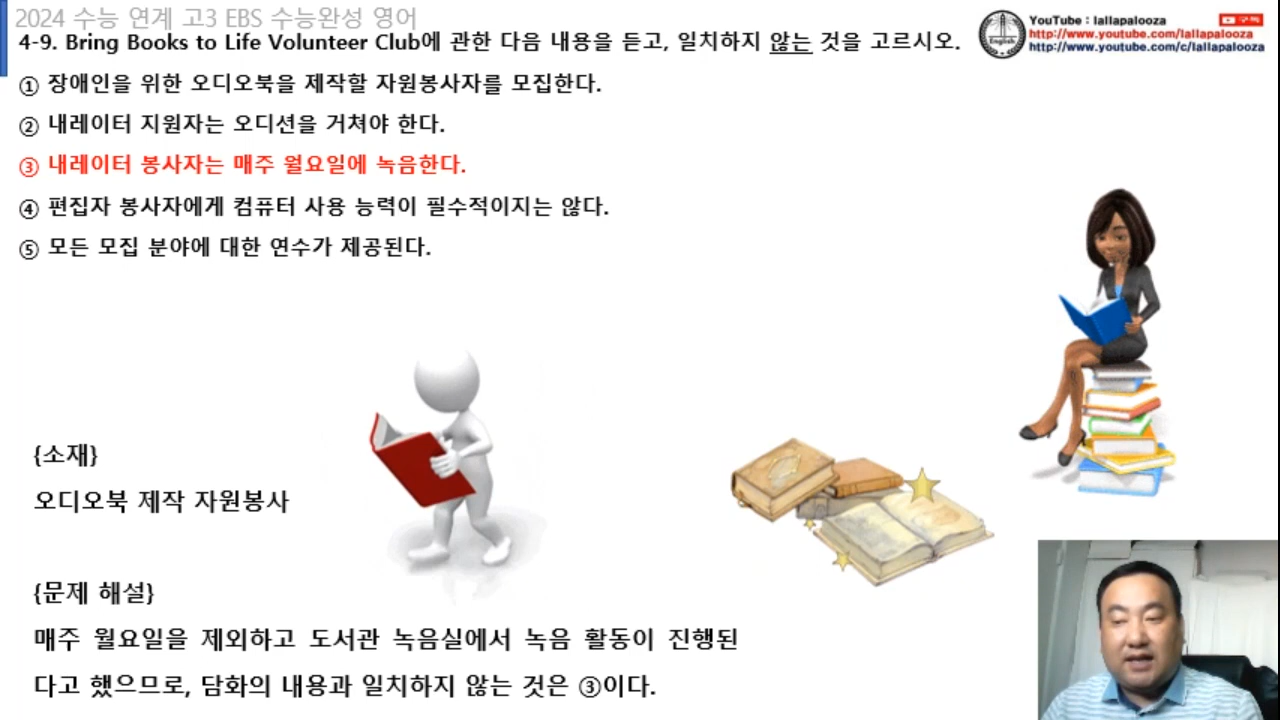 2024 수능 연계 고3 EBS 수능완성 영어
4-9. Bring Books to Life Volunteer Club에 관한 다음 내용을 듣고, 일치하지 않는 것을 고르시오.
① 장애인을 위한 오디오북을 제작할 자원봉사자를 모집한다.
② 내레이터 지원자는 오디션을 거쳐야 한다.
③ 내레이터 봉사자는 매주 월요일에 녹음한다.
④ 편집자 봉사자에게 컴퓨터 사용 능력이 필수적이지는 않다.
⑤ 모든 모집 분야에 대한 연수가 제공된다.
YouTube : lallapalooza
구독
http://www.youtube.com/lallapalooza
http://www.youtube.com/c/lallapalooza
English
{소재}
오디오북 제작 자원봉사
{문제 해설}
매주 월요일을 제외하고 도서관 녹음실에서 녹음 활동이 진행된
다고 했으므로, 담화의 내용과 일치하지 않는 것은 ③이다.